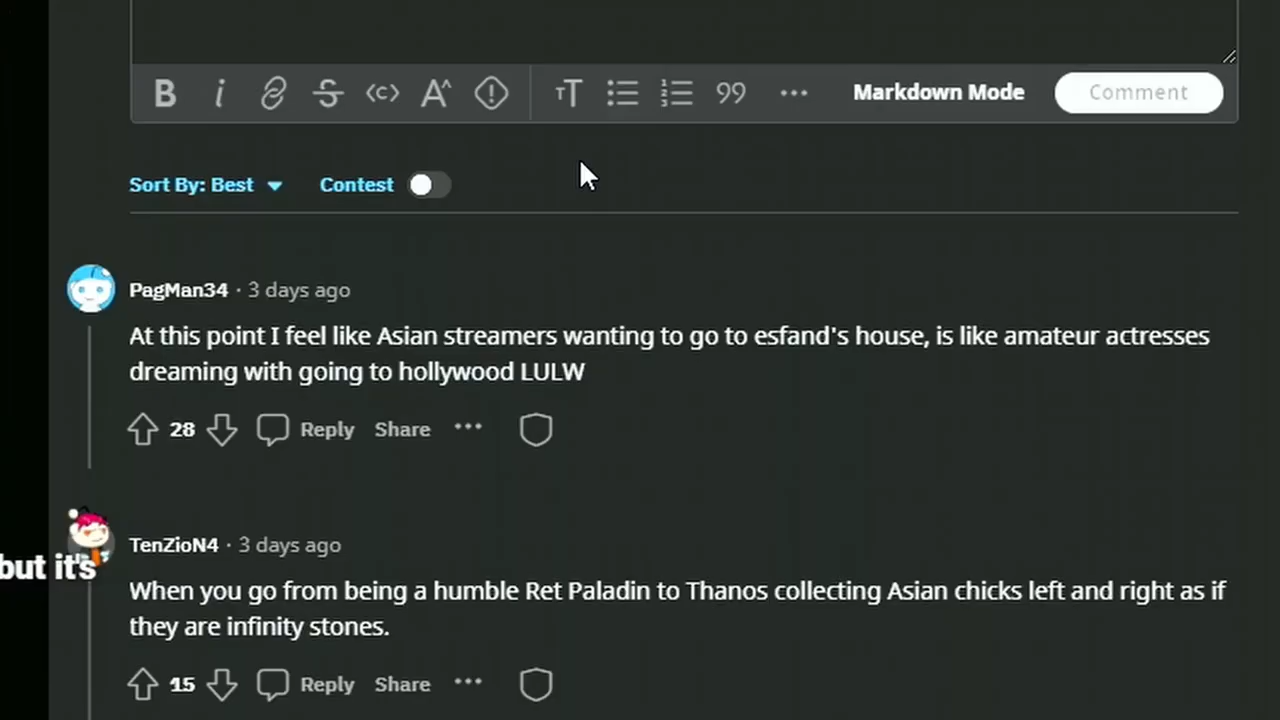 Markdown Mode Comment
Sort By: Best Contest
PagMan34 · 3 days ago
At this point I feel like Asian streamers wanting to go to esfand's house, is like amateur actresses
dreaming with going to hollywood LULW
28 Reply Share
TenZioN4 · 3 days ago
but it's
When you go from being a humble Ret Paladin to Thanos collecting Asian chicks left and right as if
they are infinity stones.
15 Reply Share